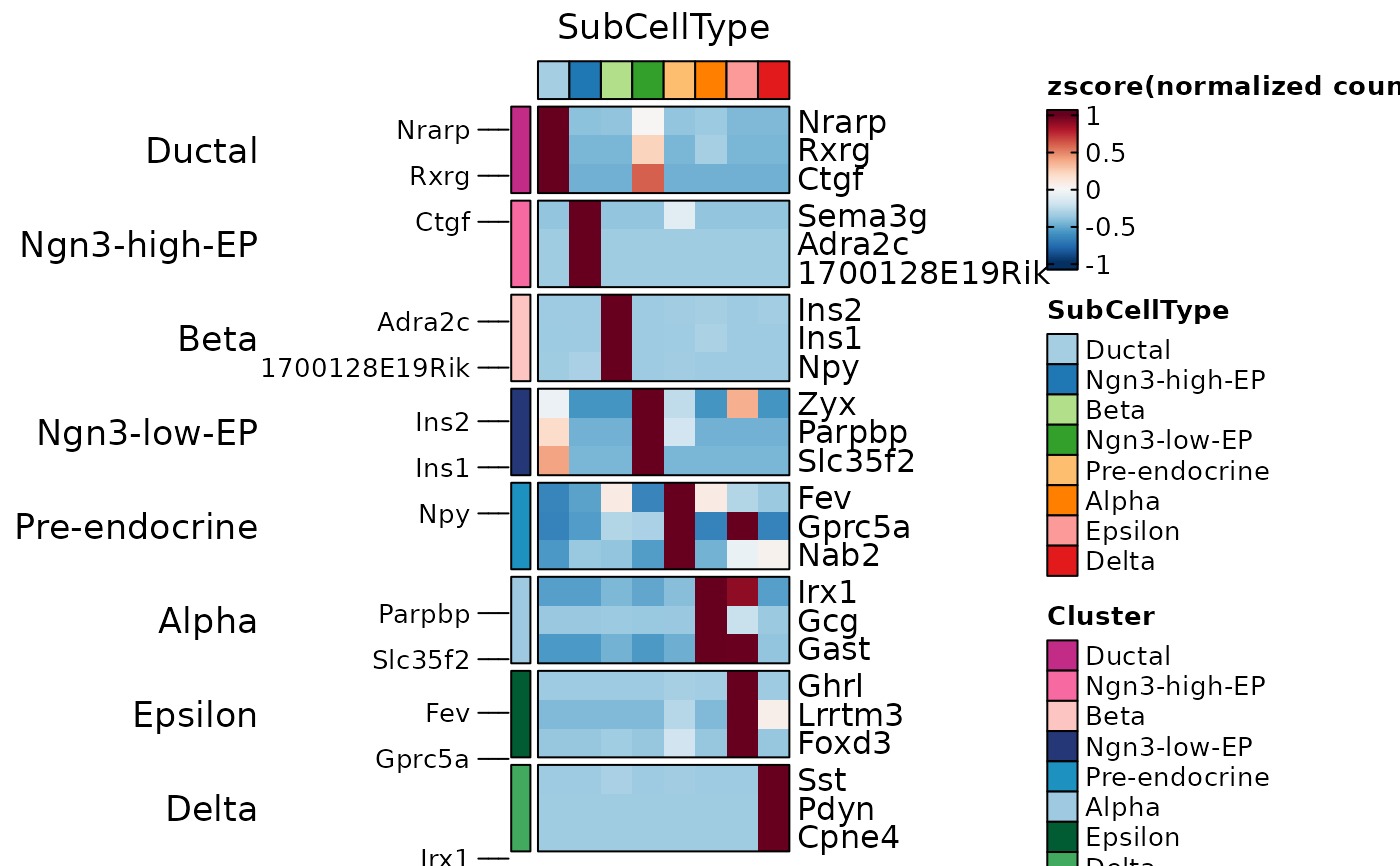 SubCellType
Ductal
Ngn3-high-EP
Beta
Ngn3-low-EP
Pre-endocrine
Alpha
Epsilon
Delta
Nrarp
Rxrg
Ctgf
Adra2c
1700128E19Rik
Ins2
Ins1
Npy
Parpbp
Slc35f2
Fev
Gprc5a
Irx1
Nrarp
Rxrg
Ctgf
Sema3g
Adra2c
1700128E19Rik
Ins2
Ins1
Npy
Zyx
Parpbp
Slc35f2
Fev
Gprc5a
Nab2
Irx1
Gcg
Gast
Ghrl
Lrrtm3
Foxd3
Sst
Pdyn
Cpne4
zscore(normalized coun
1
0.5
0
-0.5
-1
SubCellType
Ductal
Ngn3-high-EP
Beta
Ngn3-low-EP
Pre-endocrine
Alpha
Epsilon
Delta
Cluster
Ductal
Ngn3-high-EP
Beta
Ngn3-low-EP
Pre-endocrine
Alpha
Epsilon
Delta